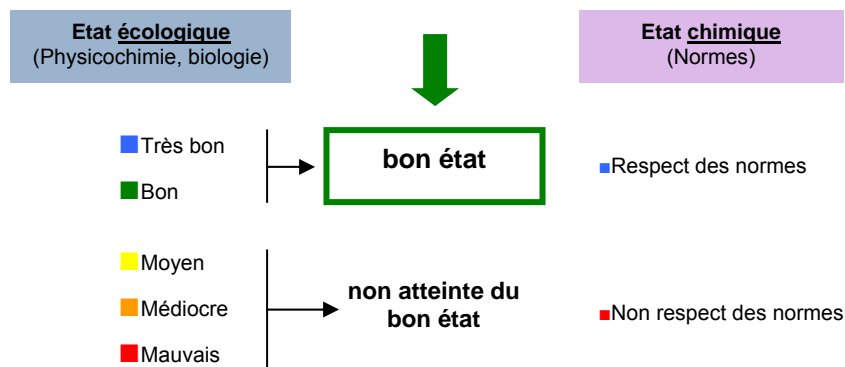 Etat écologique
(Physicochimie, biologie)
Etat chimique
(Normes)
Très bon
Bon
bon état
Respect des normes
Moyen
Médiocre
Mauvais
non atteinte du
bon état
Non respect des normes